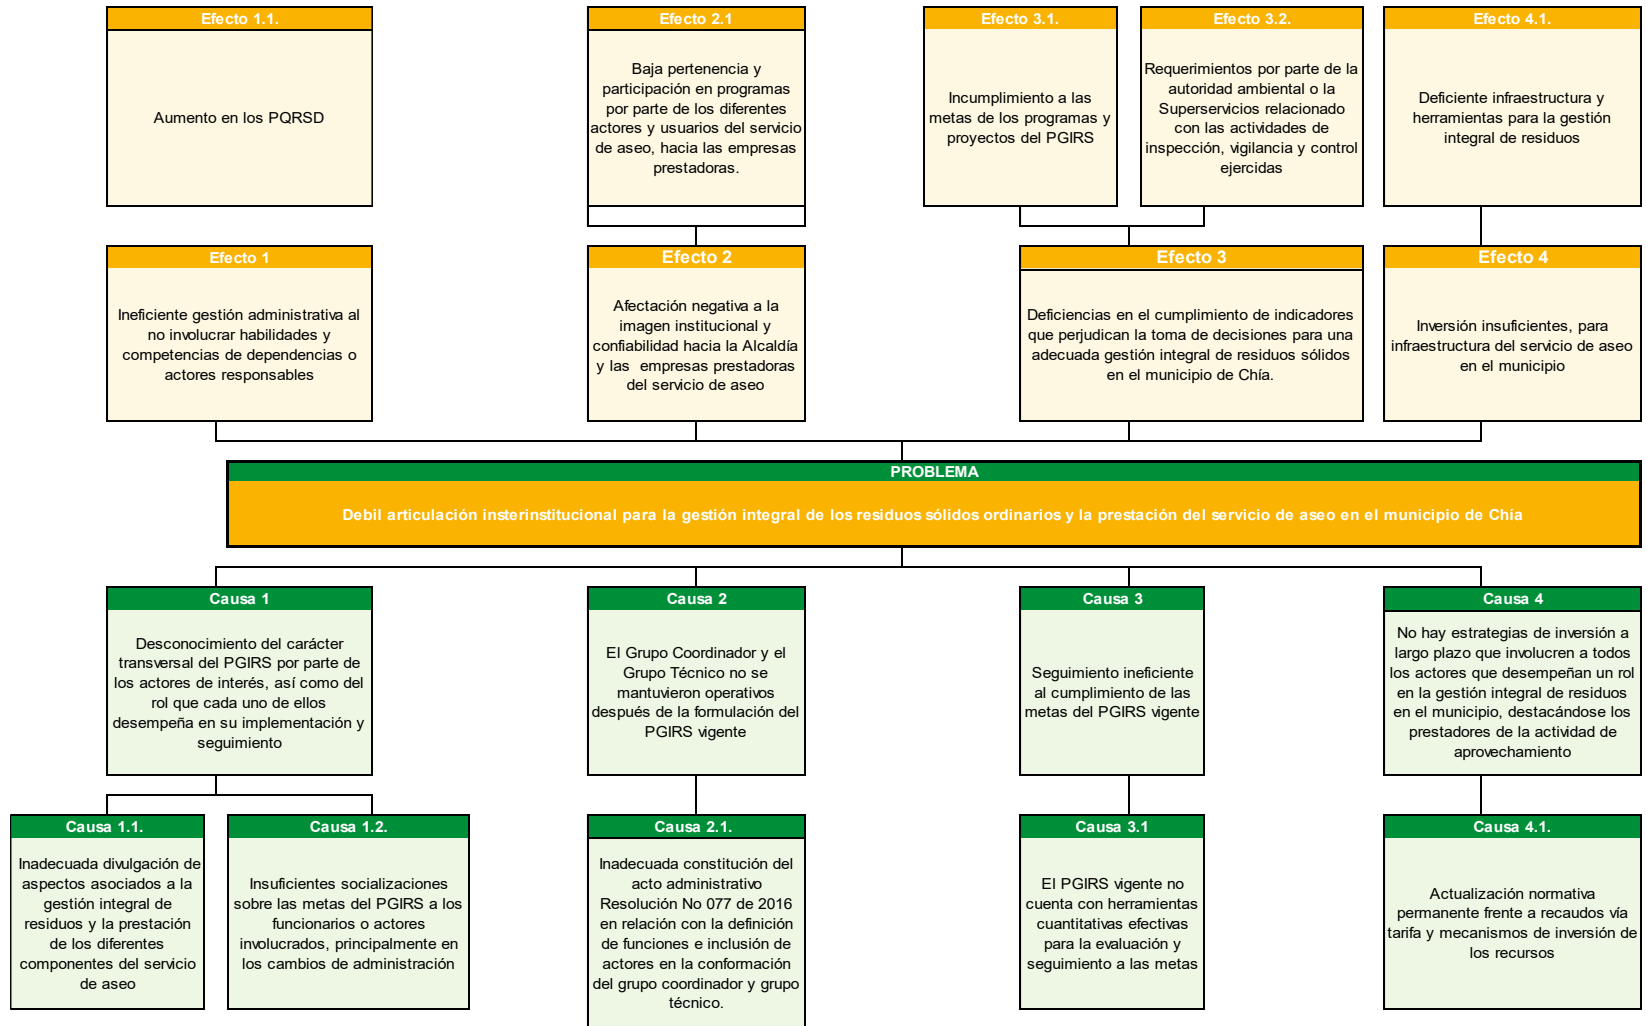 Efecto 1.1.
Aumento en los PQRSD
Efecto 2.1
Baja pertenencia y
participación en programas
por parte de los diferentes
actores y usuarios del servicio
de aseo, hacia las empresas
prestadoras.
Efecto 3.1.
Incumplimiento a las
metas de los programas y
proyectos del PGIRS
Efecto 3.2.
Requerimientos por parte de la
autoridad ambiental o la
Superservicios relacionado
con las actividades de
inspección, vigilancia y control
ejercidas
Efecto 4.1.
Deficiente infraestructura y
herramientas para la gestión
integral de residuos
Efecto 1
Ineficiente gestión administrativa al
no involucrar habilidades y
competencias de dependencias o
actores responsables
Efecto 2
Afectación negativa a la
imagen institucional y
confiabilidad hacia la Alcaldía
y las empresas prestadoras
del servicio de aseo
Efecto 3
Deficiencias en el cumplimiento de indicadores
que perjudican la toma de decisiones para una
adecuada gestión integral de residuos sólidos
en el municipio de Chía.
Efecto 4
Inversión insuficientes, para
infraestructura del servicio de aseo
en el municipio
PROBLEMA
Debil articulación insterinstitucional para la gestión integral de los residuos sólidos ordinarios y la prestación del servicio de aseo en el municipio de Chía
Causa 1
Desconocimiento del carácter
transversal del PGIRS por parte de
los actores de interés, así como del
rol que cada uno de ellos
desempeña en su implementación y
seguimiento
Causa 2
El Grupo Coordinador y el
Grupo Técnico no se
mantuvieron operativos
después de la formulación del
PGIRS vigente
Causa 3
Seguimiento ineficiente
al cumplimiento de las
metas del PGIRS vigente
Causa 4
No hay estrategias de inversión a
largo plazo que involucren a todos
los actores que desempeñan un rol
en la gestión integral de residuos
en el municipio, destacándose los
prestadores de la actividad de
aprovechamiento
Causa 1.1.
Inadecuada divulgación de
aspectos asociados a la
gestión integral de
residuos y la prestación
de los diferentes
componentes del servicio
de aseo
Causa 1.2.
Insuficientes socializaciones
sobre las metas del PGIRS a los
funcionarios o actores
involucrados, principalmente en
los cambios de administración
Causa 2.1.
Inadecuada constitución del
acto administrativo
Resolución No 077 de 2016
en relación con la definición
de funciones e inclusión de
actores en la conformación
del grupo coordinador y grupo
técnico.
Causa 3.1
El PGIRS vigente no
cuenta con herramientas
cuantitativas efectivas
para la evaluación y
seguimiento a las metas
Causa 4.1.
Actualización normativa
permanente frente a recaudos vía
tarifa y mecanismos de inversión de
los recursos